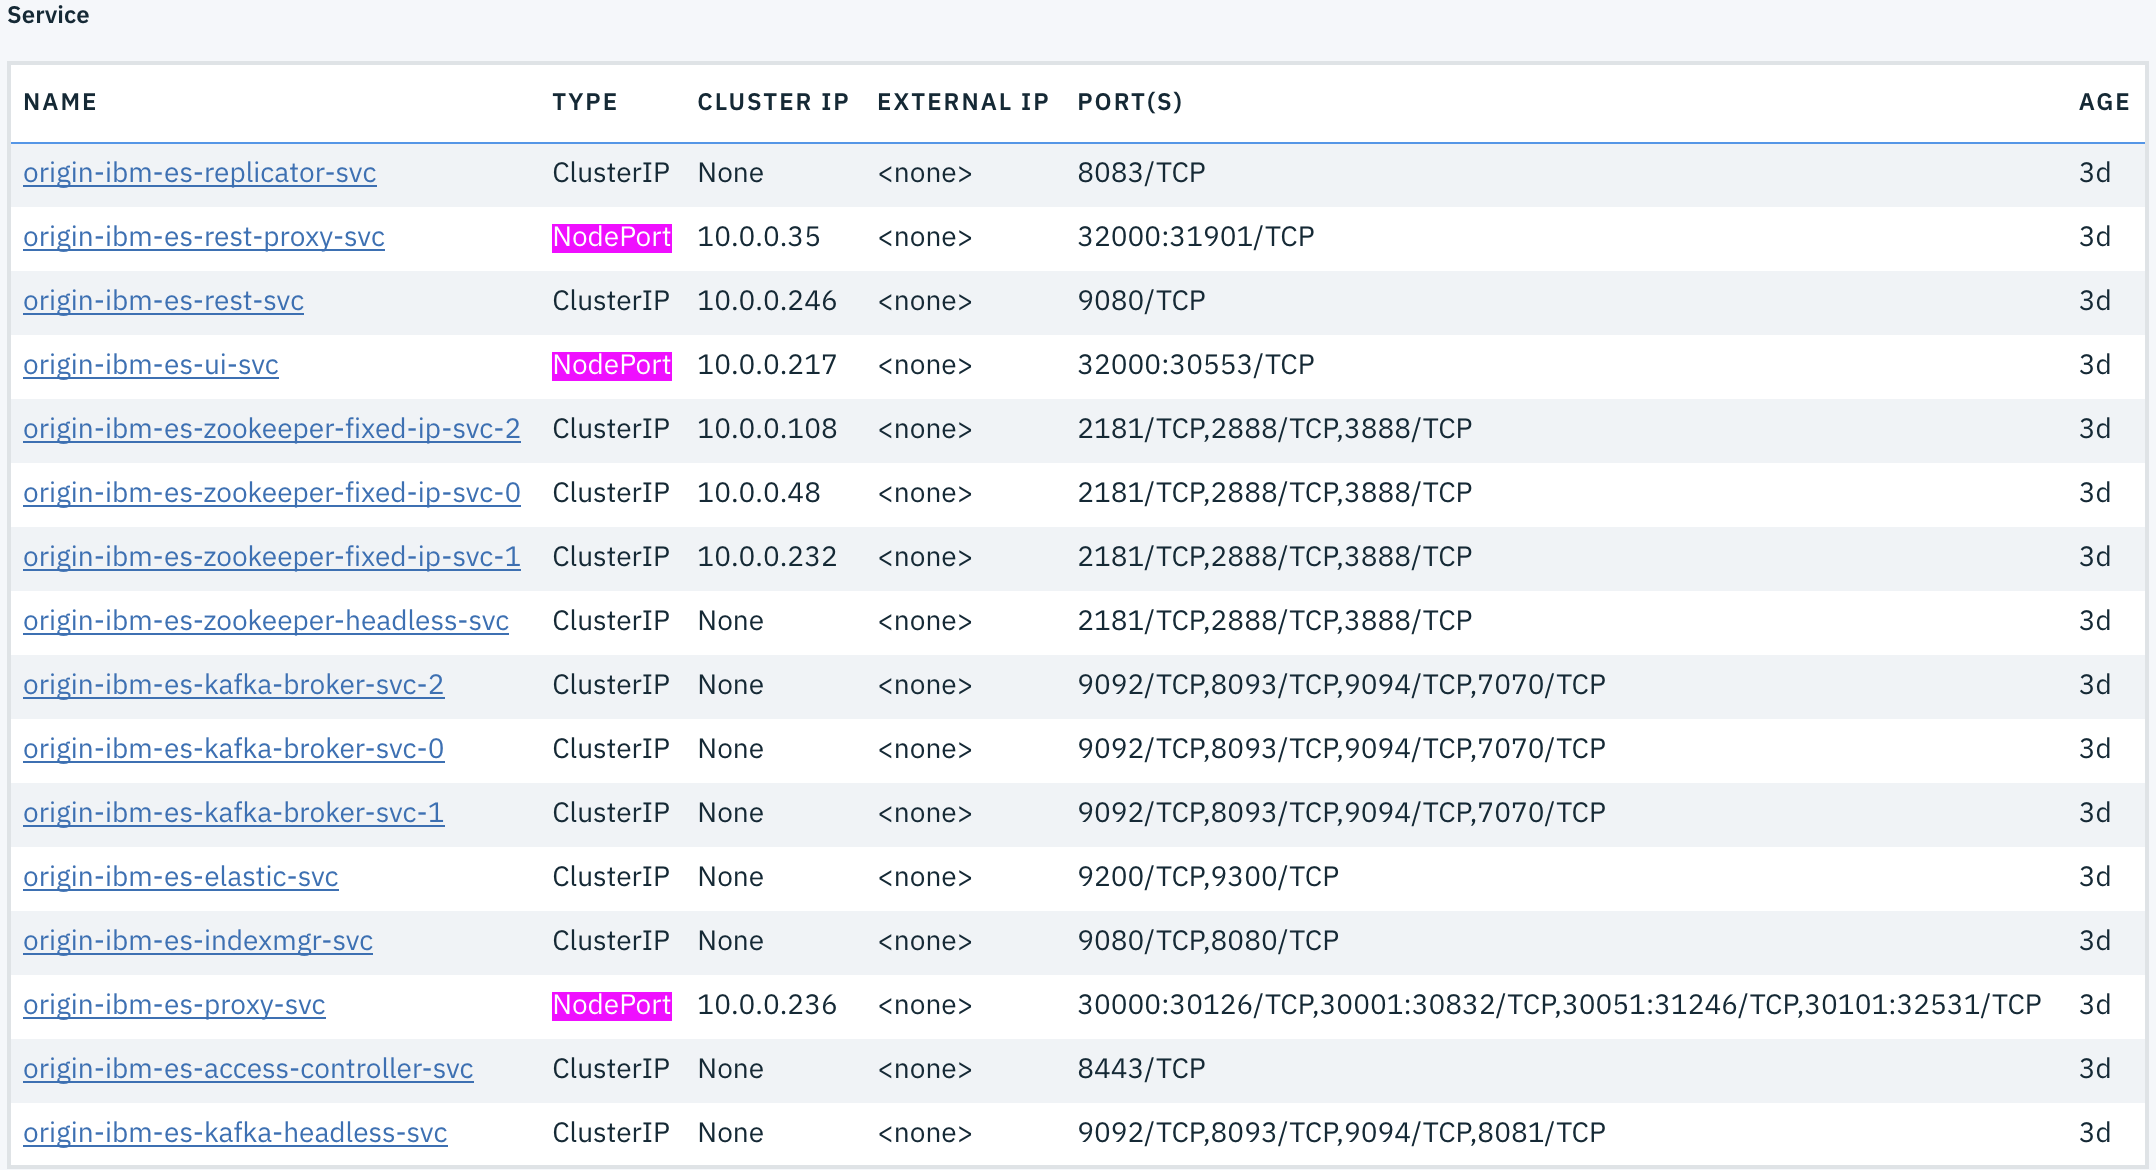 Service
NAME TYPE CLUSTER IP EXTERNAL IP PORT(S) AGE
origin-ibm-es-replicator-svc ClusterIP None <none> 8083/TCP 3d
origin-ibm-es-rest-proxy-svc NodePort 10.0.0.35 <none> 32000:31901/TCP 3d
origin-ibm-es-rest-svc ClusterIP 10.0.0.246 <none> 9080/TCP 3d
origin-ibm-es-ui-svc NodePort 10.0.0.217 <none> 32000:30553/TCP 3d
origin-ibm-es-zookeeper-fixed-ip-svc-2 ClusterIP 10.0.0.108 <none> 2181/TCP,2888/TCP,3888/TCP 3d
origin-ibm-es-zookeeper-fixed-ip-svc-0 ClusterIP 10.0.0.48 <none> 2181/TCP,2888/TCP,3888/TCP 3d
origin-ibm-es-zookeeper-fixed-ip-svc-1 ClusterIP 10.0.0.232 <none> 2181/TCP,2888/TCP,3888/TCP 3d
origin-ibm-es-zookeeper-headless-svc ClusterIP None <none> 2181/TCP,2888/TCP,3888/TCP 3d
origin-ibm-es-kafka-broker-svc-2 ClusterIP None <none> 9092/TCP,8093/TCP,9094/TCP,7070/TCP 3d
origin-ibm-es-kafka-broker-svc-0 ClusterIP None <none> 9092/TCP,8093/TCP,9094/TCP,7070/TCP 3d
origin-ibm-es-kafka-broker-svc-1 ClusterIP None <none> 9092/TCP,8093/TCP,9094/TCP,7070/TCP 3d
origin-ibm-es-elastic-svc ClusterIP None <none> 9200/TCP,9300/TCP 3d
origin-ibm-es-indexmgr-svc ClusterIP None <none> 9080/TCP,8080/TCP 3d
origin-ibm-es-proxy-svc NodePort 10.0.0.236 <none> 30000:30126/TCP,30001:30832/TCP,30051:31246/TCP,30101:32531/TCP 3d
origin-ibm-es-access-controller-svc ClusterIP None <none> 8443/TCP 3d
origin-ibm-es-kafka-headless-svc ClusterIP None <none> 9092/TCP,8093/TCP,9094/TCP,8081/TCP 3d